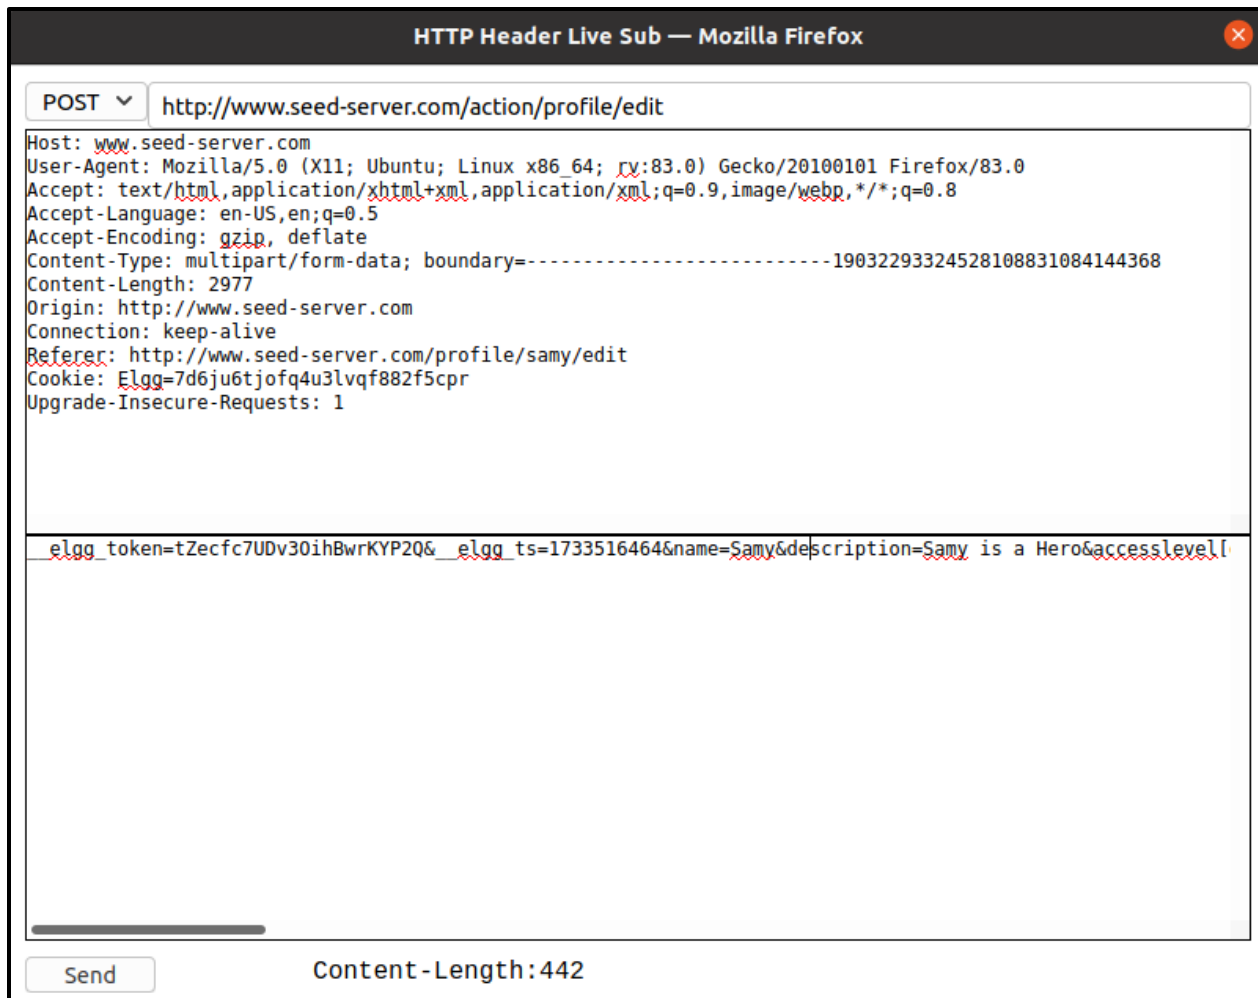 HTTP Header Live Sub — Mozilla Firefox
POST http://www.seed-server.com/action/profile/edit
Host: www.seed-server.com
User-Agent: Mozilla/5.0 (X11; Ubuntu; Linux x86_64; rv:83.0) Gecko/20100101 Firefox/83.0
Accept: text/html,application/xhtml+xml,application/xml;q=0.9,image/webp,*/*;q=0.8
Accept-Language: en-US,en;q=0.5
Accept-Encoding: gzip, deflate
Content-Type: multipart/form-data; boundary=---------------------------19032293324528108831084144368
Content-Length: 2977
Origin: http://www.seed-server.com
Connection: keep-alive
Referer: http://www.seed-server.com/profile/samy/edit
Cookie: Elgg=7d6ju6tjofq4u3lvqf882f5cpr
Upgrade-Insecure-Requests: 1
__elgg_token=tZecfc7UDv3OihBwrKYP2Q&__elgg_ts=1733516464&name=Samy&description=Samy is a Hero&accesslevel[
Send Content-Length:442